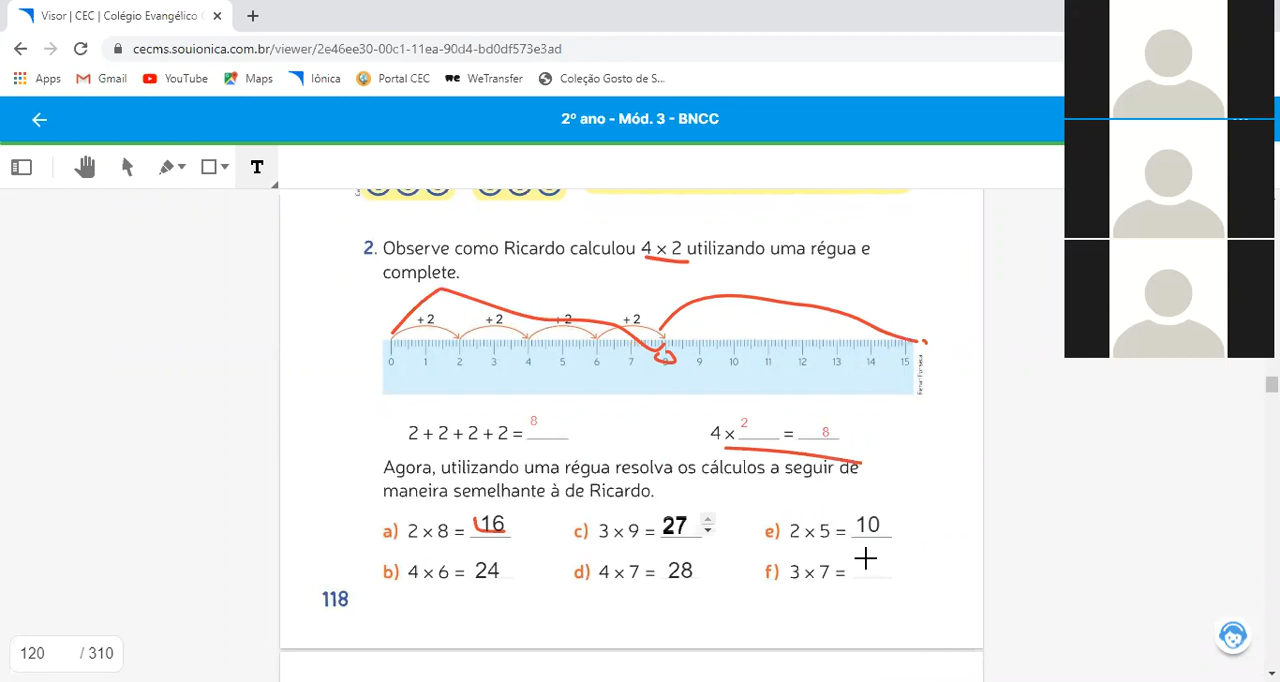 Visor | CEC | Colégio Evangélico
cecms.souionica.com.br/viewer/2e46ee30-00c1-11ea-90d4-bd0df573e3ad
Apps Gmail YouTube Maps Iônica Portal CEC WeTransfer Coleção Gosto de S...
2º ano - Mód. 3 - BNCC
T
2. Observe como Ricardo calculou 4 × 2 utilizando uma régua e
complete.
+2 +2 +2 +2
0 1 2 3 4 5 6 7 8 9 10 11 12 13 14 15
2 + 2 + 2 + 2 = 8 4 × 2 = 8
Agora, utilizando uma régua resolva os cálculos a seguir de
maneira semelhante à de Ricardo.
a) 2 × 8 = 16 c) 3 × 9 = 27 e) 2 × 5 = 10
b) 4 × 6 = 24 d) 4 × 7 = 28 f) 3 × 7 =
118
120 / 310